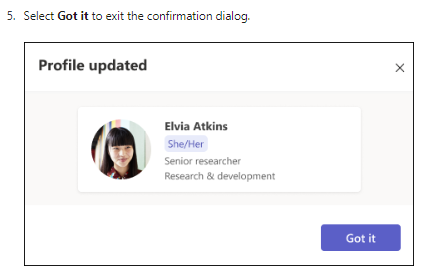 5. Select Got it to exit the confirmation dialog.
Profile updated
Elvia Atkins
She/Her
Senior researcher
Research & development
Got it